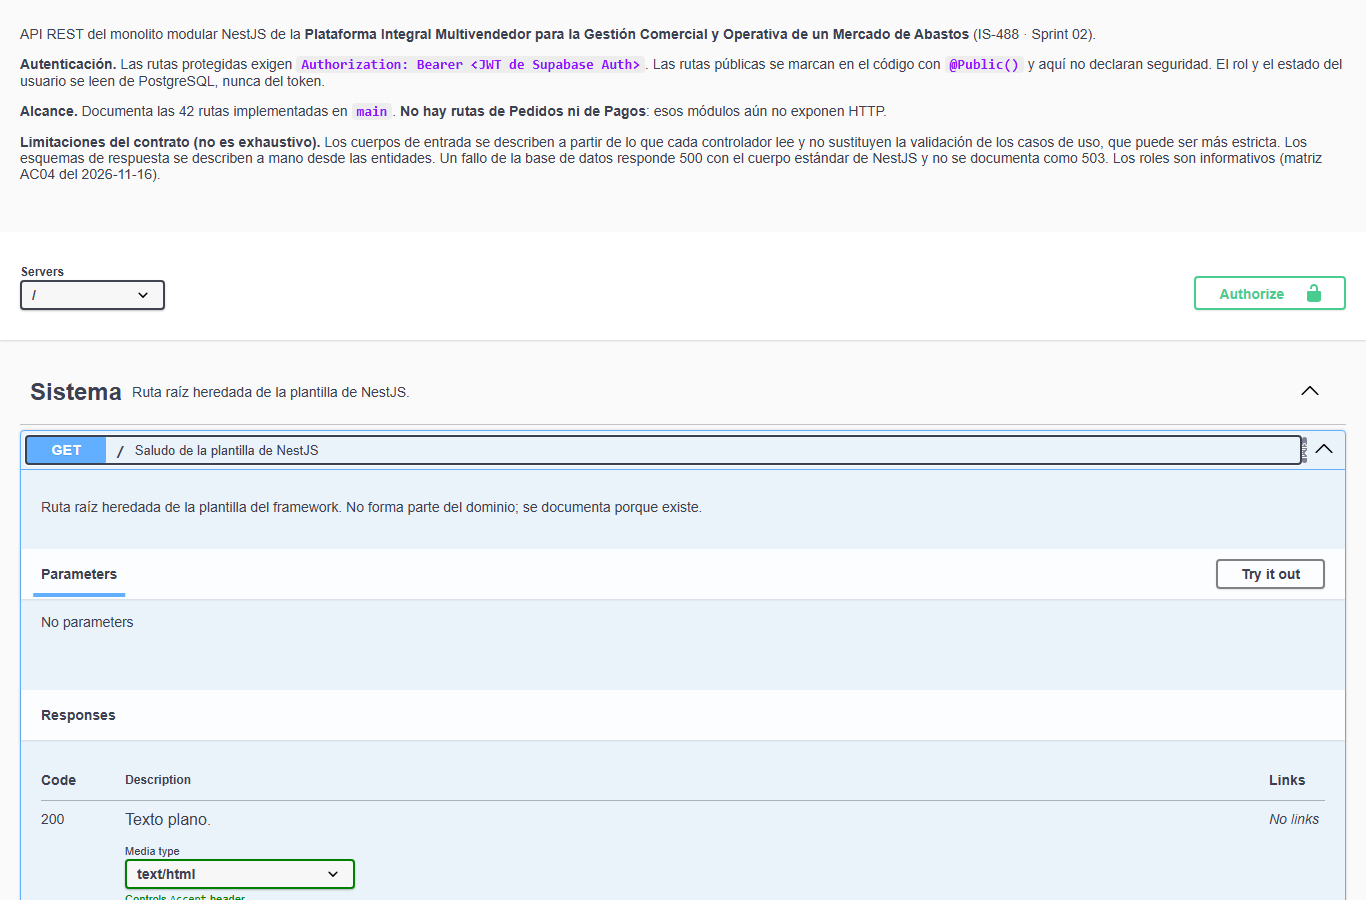 API REST del monolito modular NestJS de la Plataforma Integral Multivendedor para la Gestión Comercial y Operativa de un Mercado de Abastos (IS-488 · Sprint 02).
Autenticación. Las rutas protegidas exigen Authorization: Bearer <JWT de Supabase Auth> . Las rutas públicas se marcan en el código con @Public() y aquí no declaran seguridad. El rol y el estado del
usuario se leen de PostgreSQL, nunca del token.
Alcance. Documenta las 42 rutas implementadas en main . No hay rutas de Pedidos ni de Pagos: esos módulos aún no exponen HTTP.
Limitaciones del contrato (no es exhaustivo). Los cuerpos de entrada se describen a partir de lo que cada controlador lee y no sustituyen la validación de los casos de uso, que puede ser más estricta. Los
esquemas de respuesta se describen a mano desde las entidades. Un fallo de la base de datos responde 500 con el cuerpo estándar de NestJS y no se documenta como 503. Los roles son informativos (matriz
AC04 del 2026-11-16).
Servers
/
Authorize
Sistema Ruta raíz heredada de la plantilla de NestJS.
GET / Saludo de la plantilla de NestJS
Ruta raíz heredada de la plantilla del framework. No forma parte del dominio; se documenta porque existe.
Parameters
Try it out
No parameters
Responses
Code Description Links
200 Texto plano. No links
Media type
text/html
Controls Accept header.